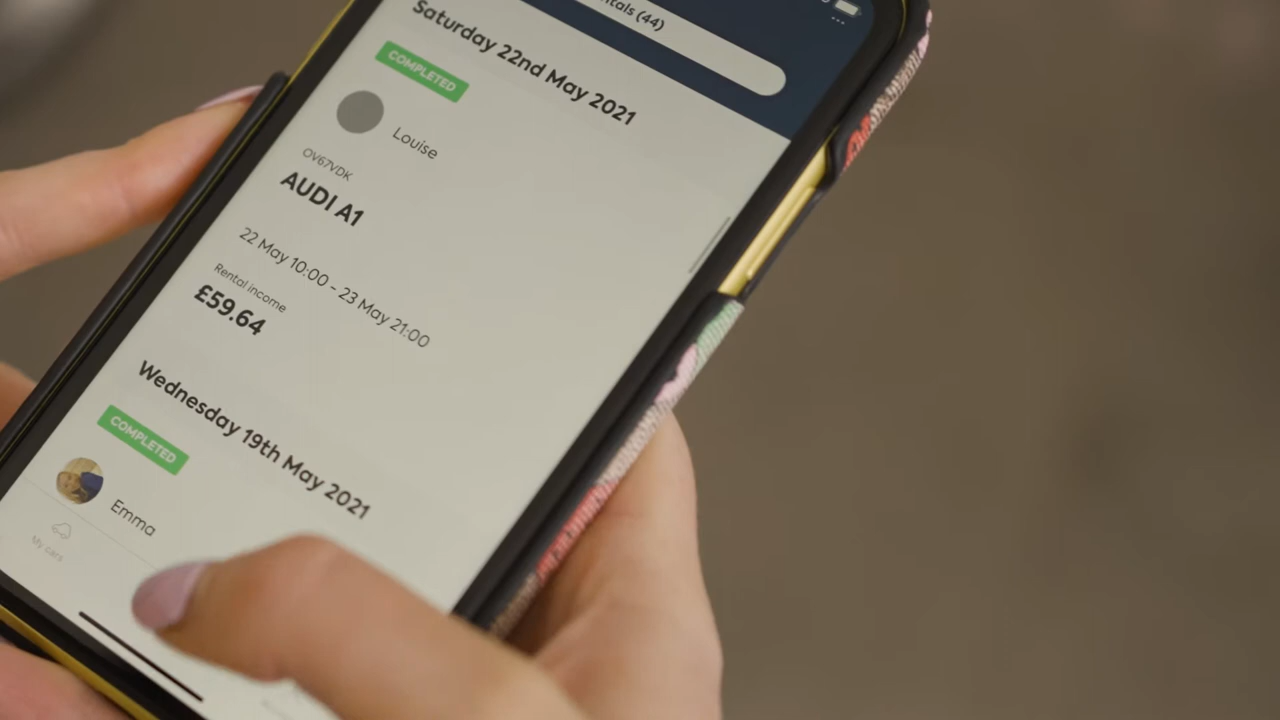 ntals (44)
Saturday 22nd May 2021
COMPLETED
Louise
OV67VDK
AUDI A1
22 May 10:00 - 23 May 21:00
Rental income
£59.64
Wednesday 19th May 2021
COMPLETED
Emma
My cars